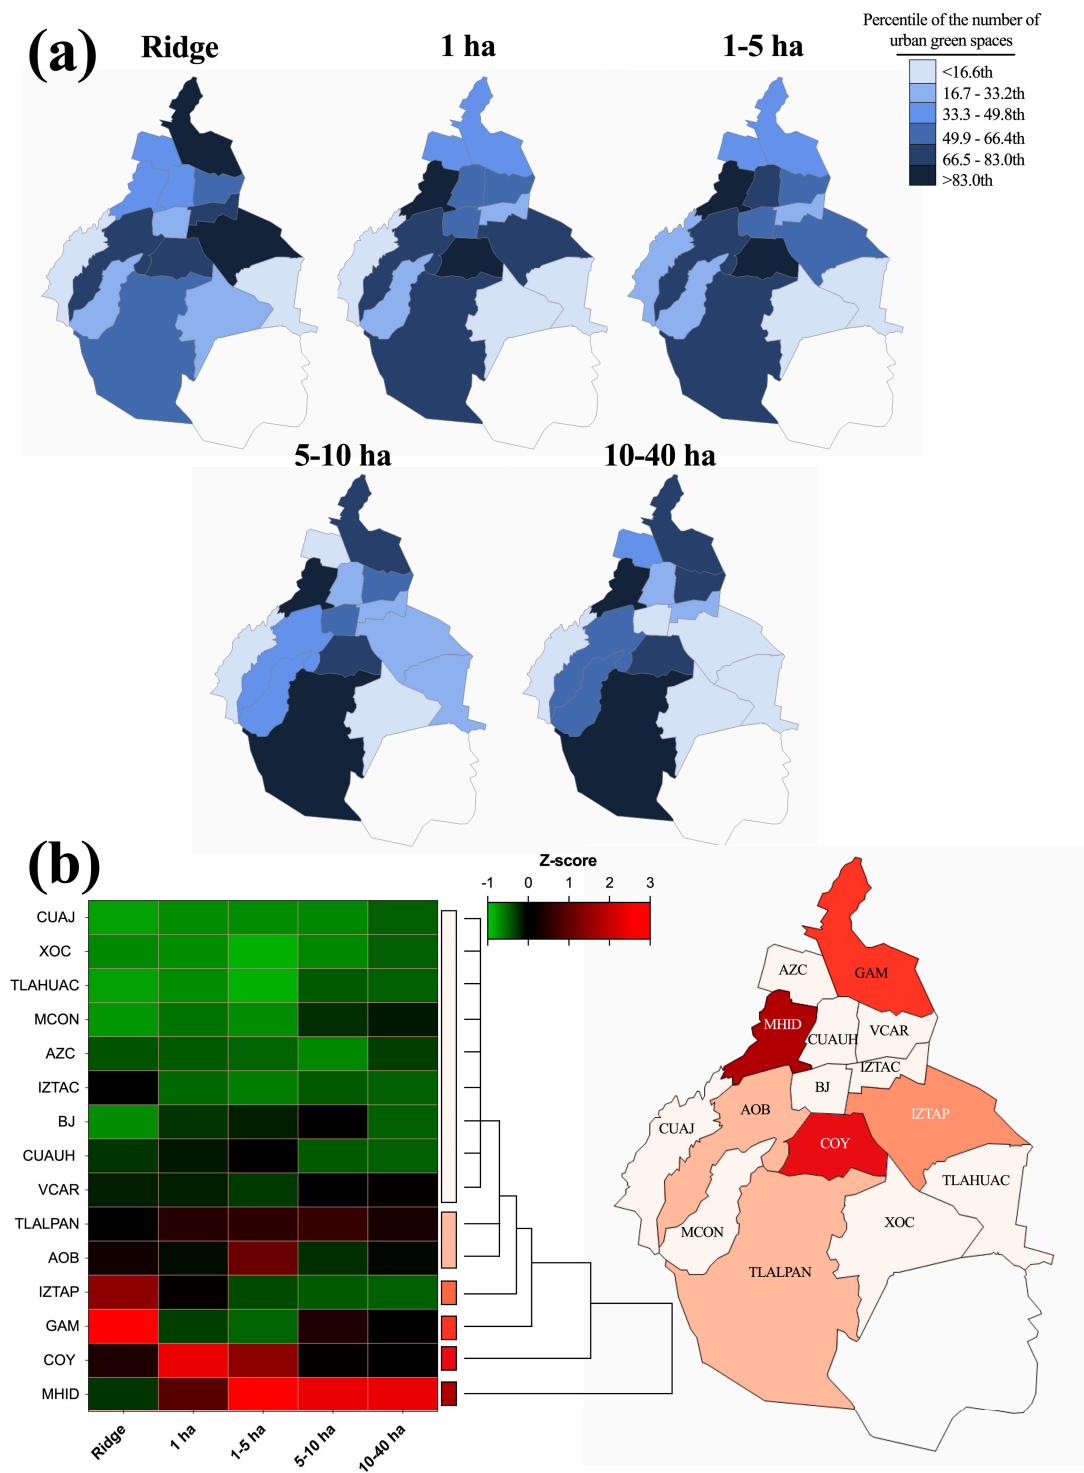 (a)
Ridge
1 ha
1-5 ha
Percentile of the number of
urban green spaces
<16.6th
16.7 - 33.2th
33.3 - 49.8th
49.9 - 66.4th
66.5 - 83.0th
>83.0th
5-10 ha
10-40 ha
(b)
Z-score
-1 0 1 2 3
CUAJ
XOC
TLAHUAC
MCON
AZC
IZTAC
BJ
CUAUH
VCAR
TLALPAN
AOB
IZTAP
GAM
COY
MHID
Ridge
1 ha
1-5 ha
5-10 ha
10-40 ha
AZC
GAM
MHID
CUAUH
VCAR
IZTAC
BJ
AOB
IZTAP
CUAJ
COY
TLAHUAC
MCON
XOC
TLALPAN